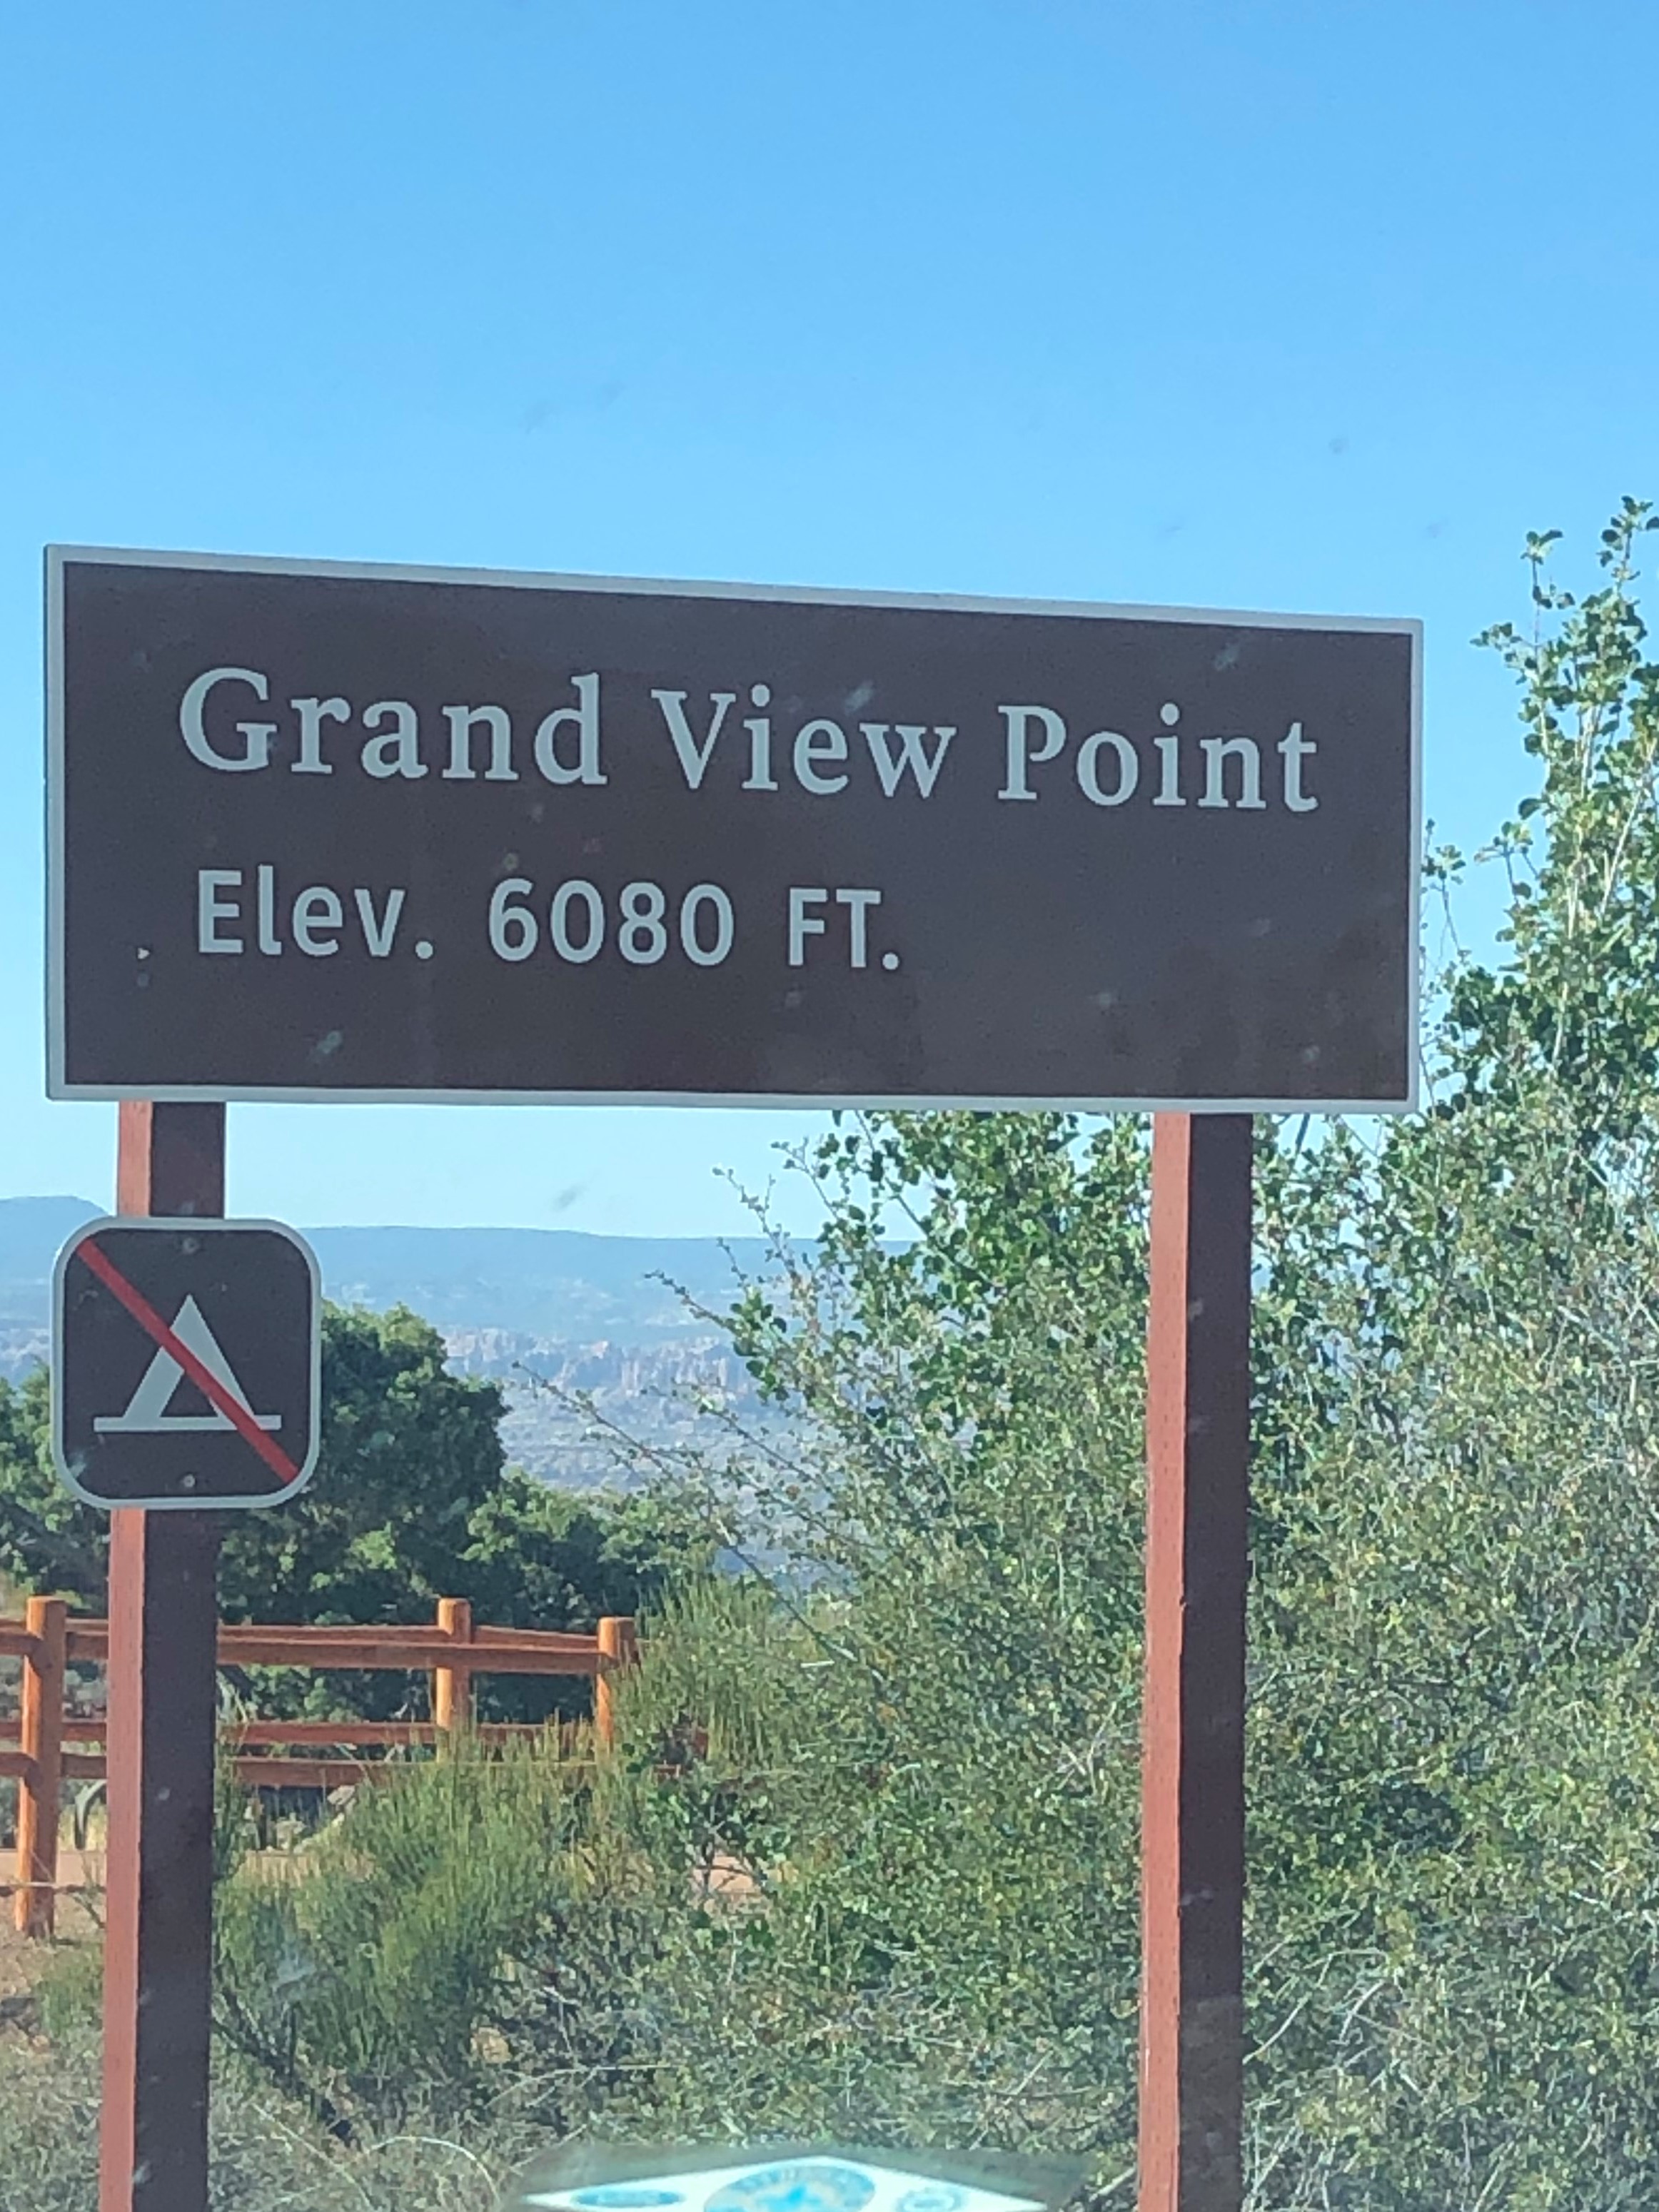 Grand View Point
Elev. 6080 FT.